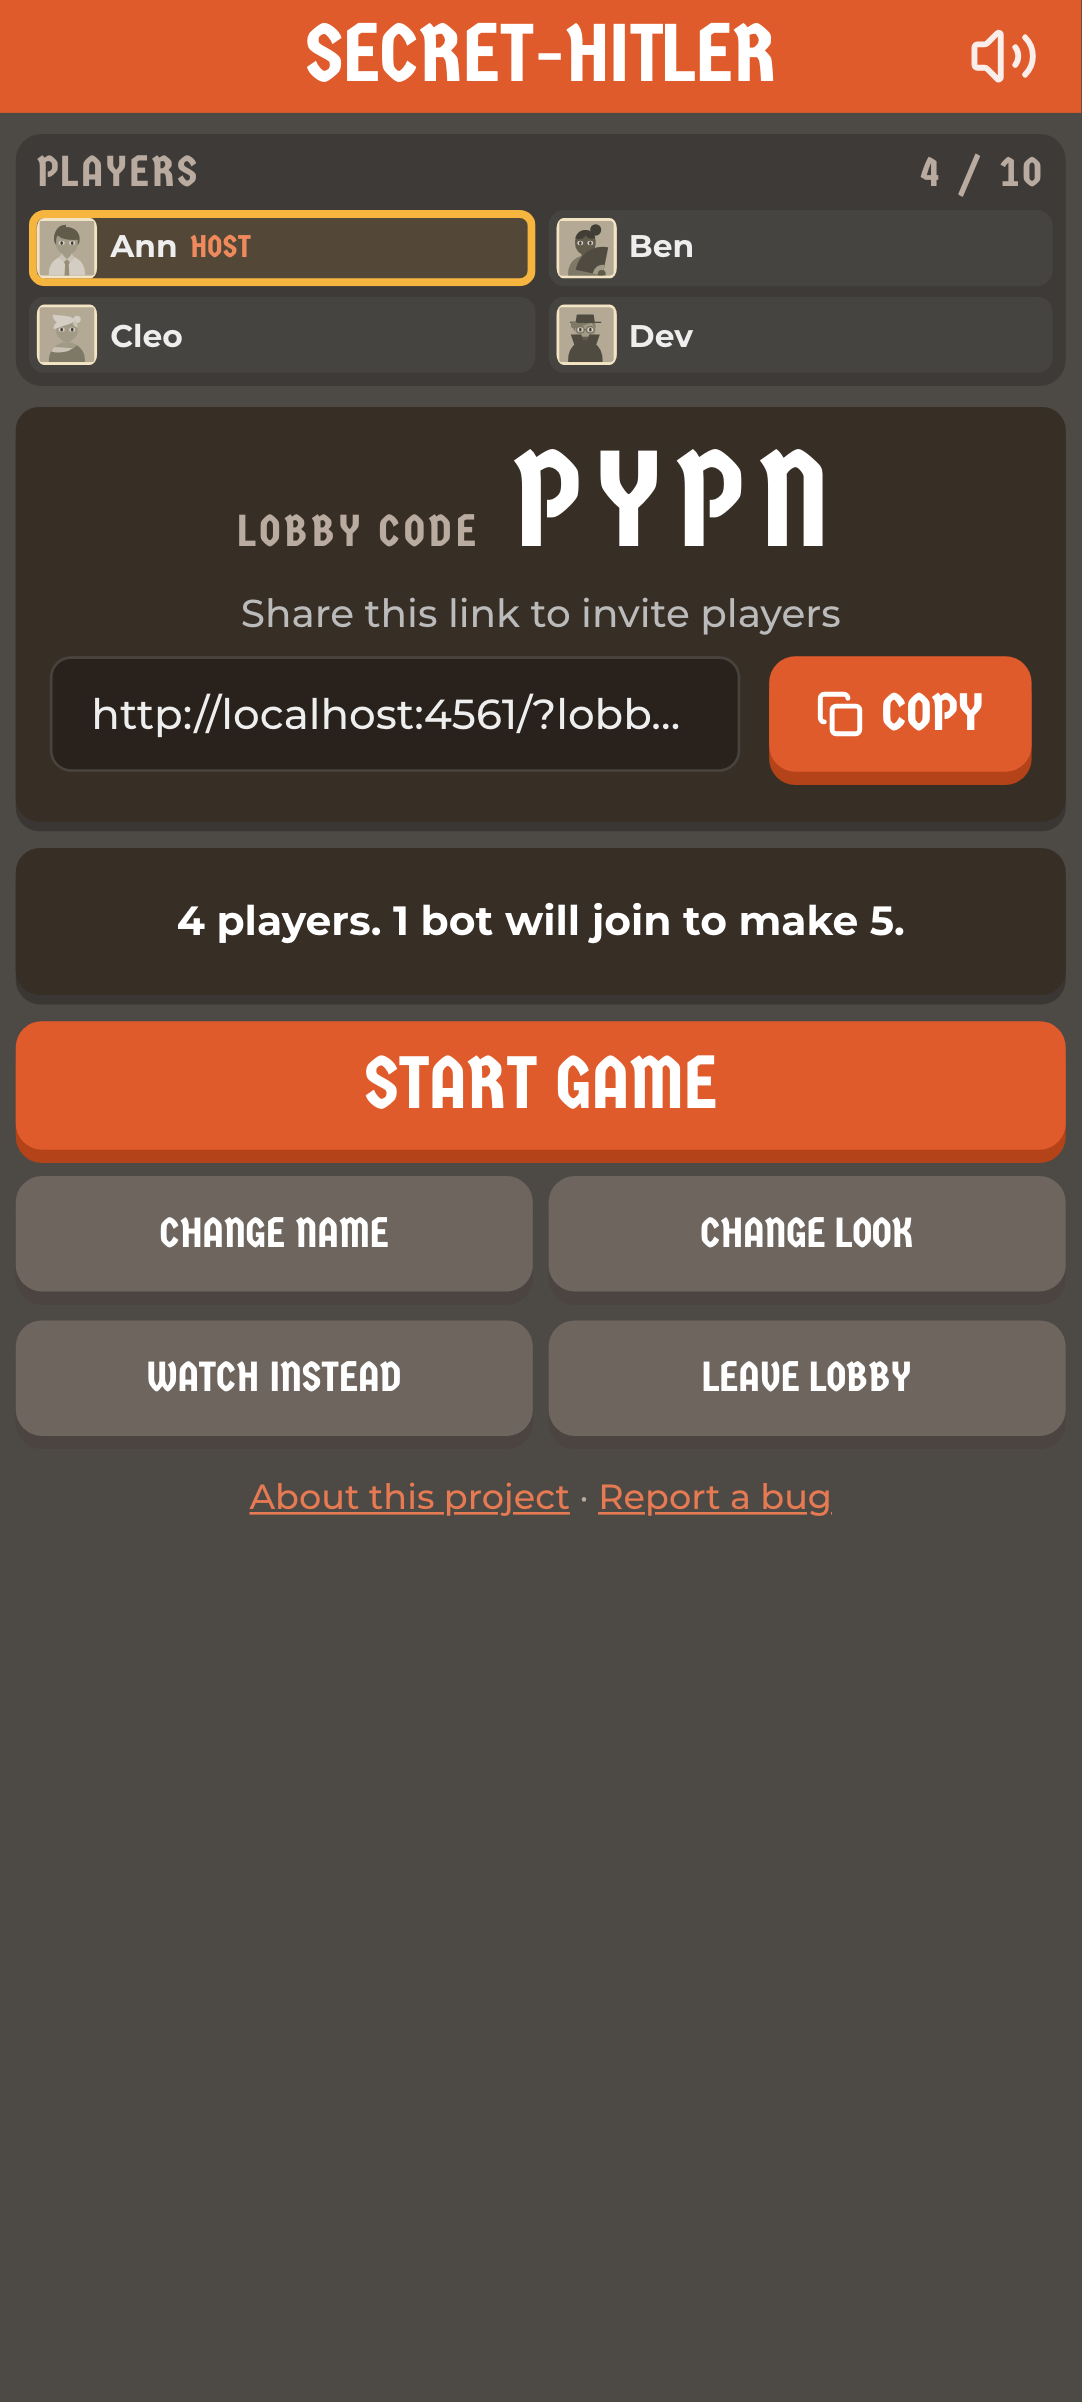 SECRET-HITLER
PLAYERS 4 / 10
Ann HOST
Ben
Cleo
Dev
LOBBY CODE PYPN
Share this link to invite players
http://localhost:4561/?lobb...
COPY
4 players. 1 bot will join to make 5.
START GAME
CHANGE NAME
CHANGE LOOK
WATCH INSTEAD
LEAVE LOBBY
About this project · Report a bug